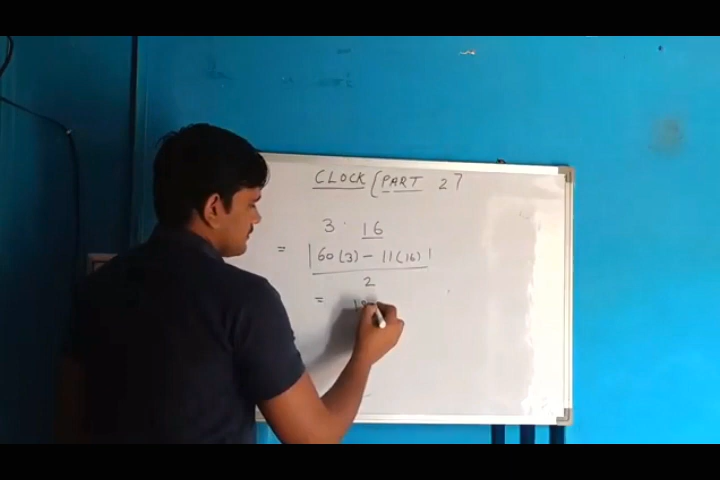 CLOCK (PART 2)
3 · 16
= |60(3) - 11(16)|
2
=